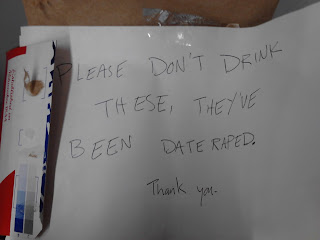 PLEASE DON'T DRINK
THESE, THEY'VE
BEEN DATE RAPED.
Thank you.